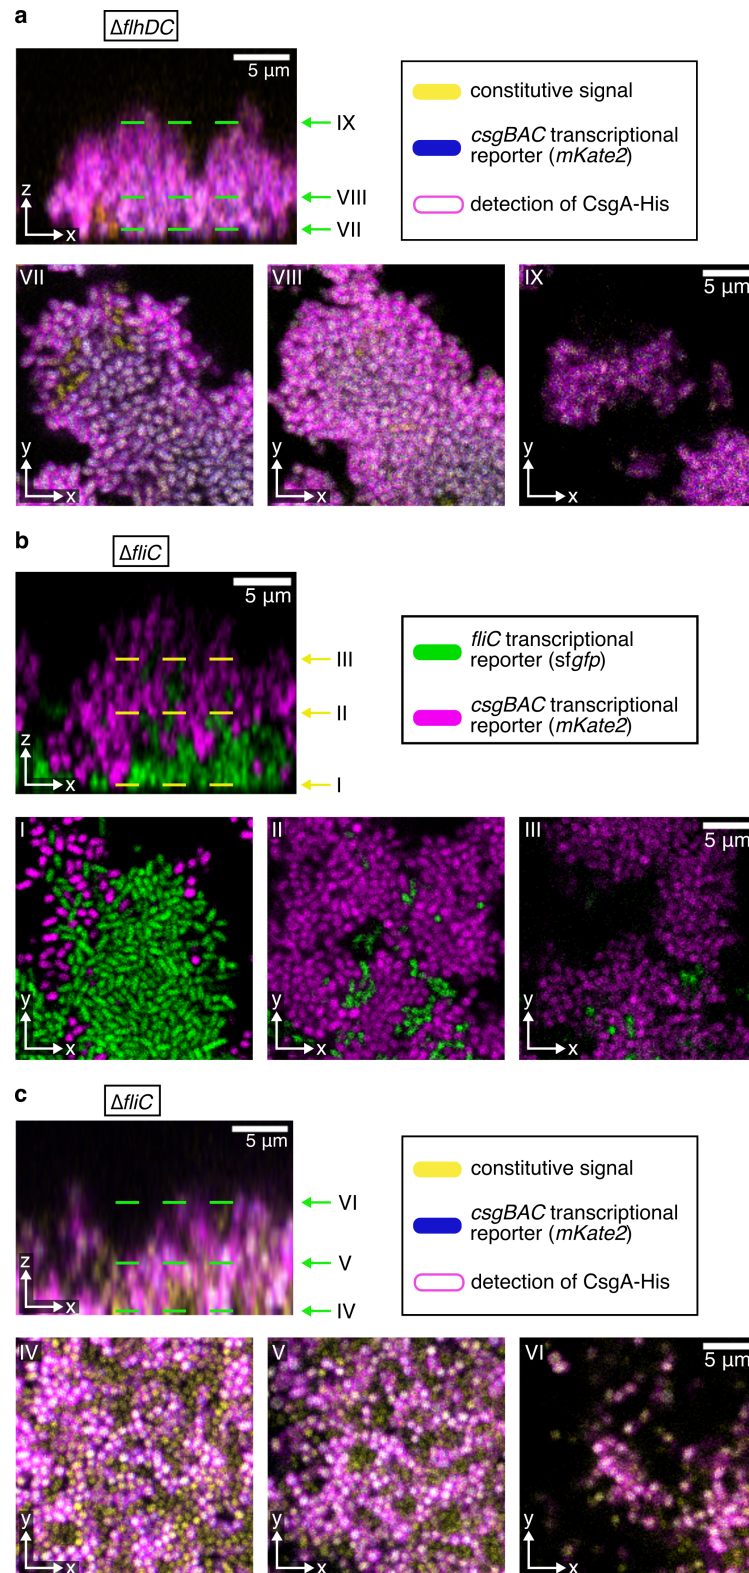 a
ΔflhDC
5 µm
IX
VIII
VII
z
x
constitutive signal
csgBAC transcriptional
reporter (mKate2)
detection of CsgA-His
VII
y
x
VIII
y
x
IX
5 µm
y
x
b
ΔfliC
5 µm
III
II
I
z
x
fliC transcriptional
reporter (sfgfp)
csgBAC transcriptional
reporter (mKate2)
I
y
x
II
y
x
III
5 µm
y
x
c
ΔfliC
5 µm
VI
V
IV
z
x
constitutive signal
csgBAC transcriptional
reporter (mKate2)
detection of CsgA-His
IV
y
x
V
y
x
VI
5 µm
y
x